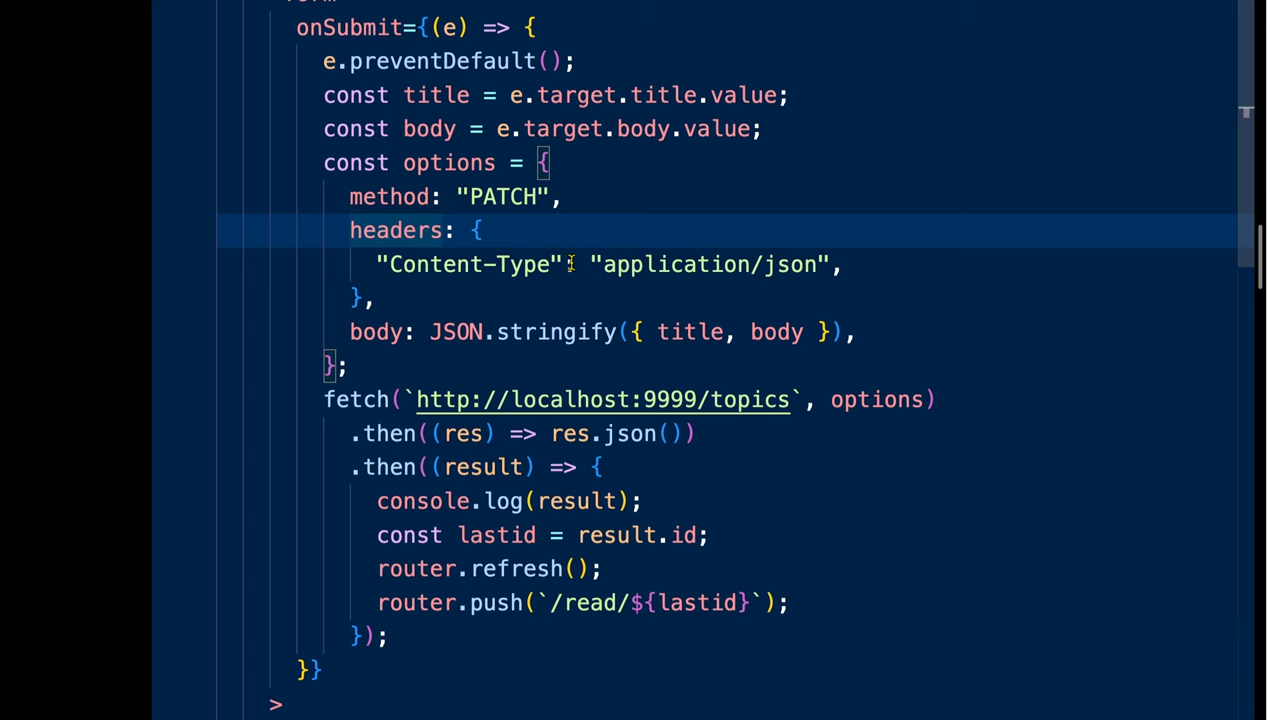 onSubmit={(e) => {
e.preventDefault();
const title = e.target.title.value;
const body = e.target.body.value;
const options = {
method: "PATCH",
headers: {
"Content-Type": "application/json",
},
body: JSON.stringify({ title, body }),
};
fetch(`http://localhost:9999/topics`, options)
.then((res) => res.json())
.then((result) => {
console.log(result);
const lastid = result.id;
router.refresh();
router.push(`/read/${lastid}`);
});
}}
>